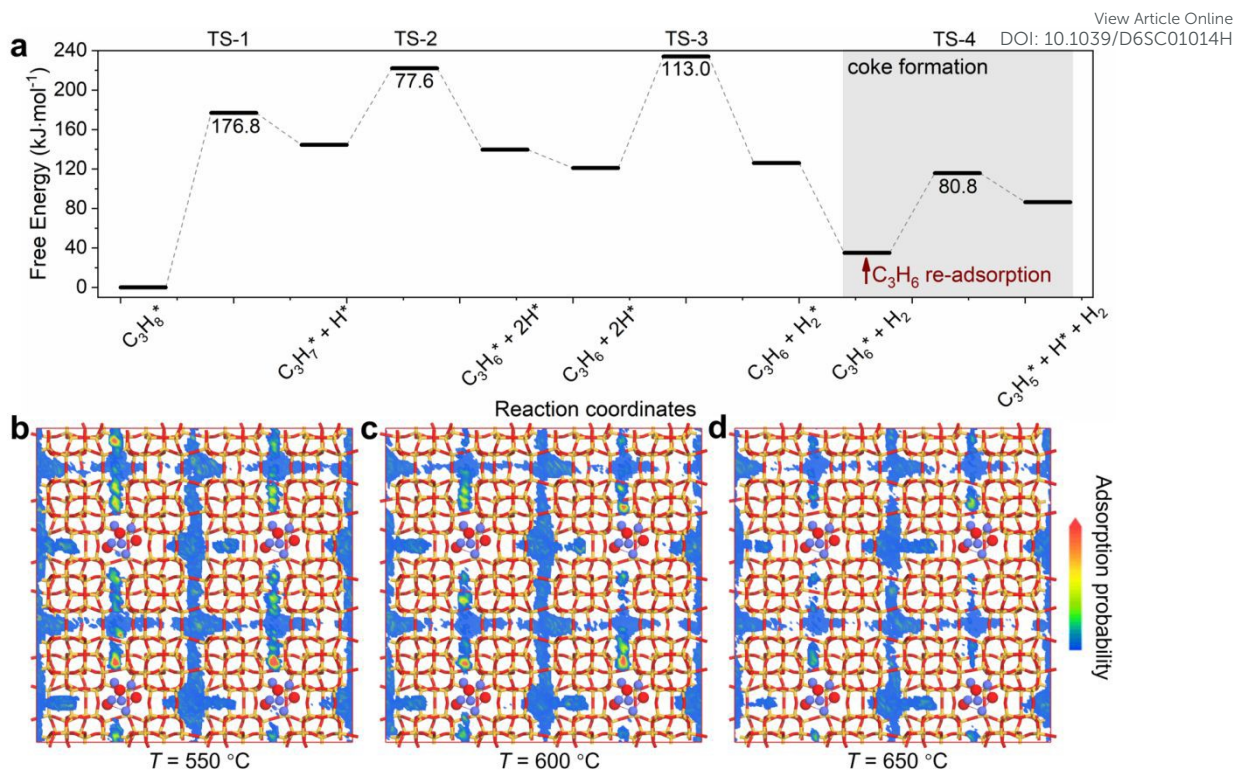 View Article Online
DOI: 10.1039/D6SC01014H
a
TS-1 TS-2 TS-3 TS-4
Free Energy (kJ·mol⁻¹)
240
200
160
120
80
40
0
176.8
77.6
113.0
coke formation
80.8
C₃H₆ re-adsorption
C₃H₈*
C₃H₇* + H*
C₃H₆* + 2H*
C₃H₆ + 2H*
C₃H₆ + H₂*
C₃H₆* + H₂
C₃H₅* + H* + H₂
Reaction coordinates
b c d
Adsorption probability
T = 550 °C
T = 600 °C
T = 650 °C